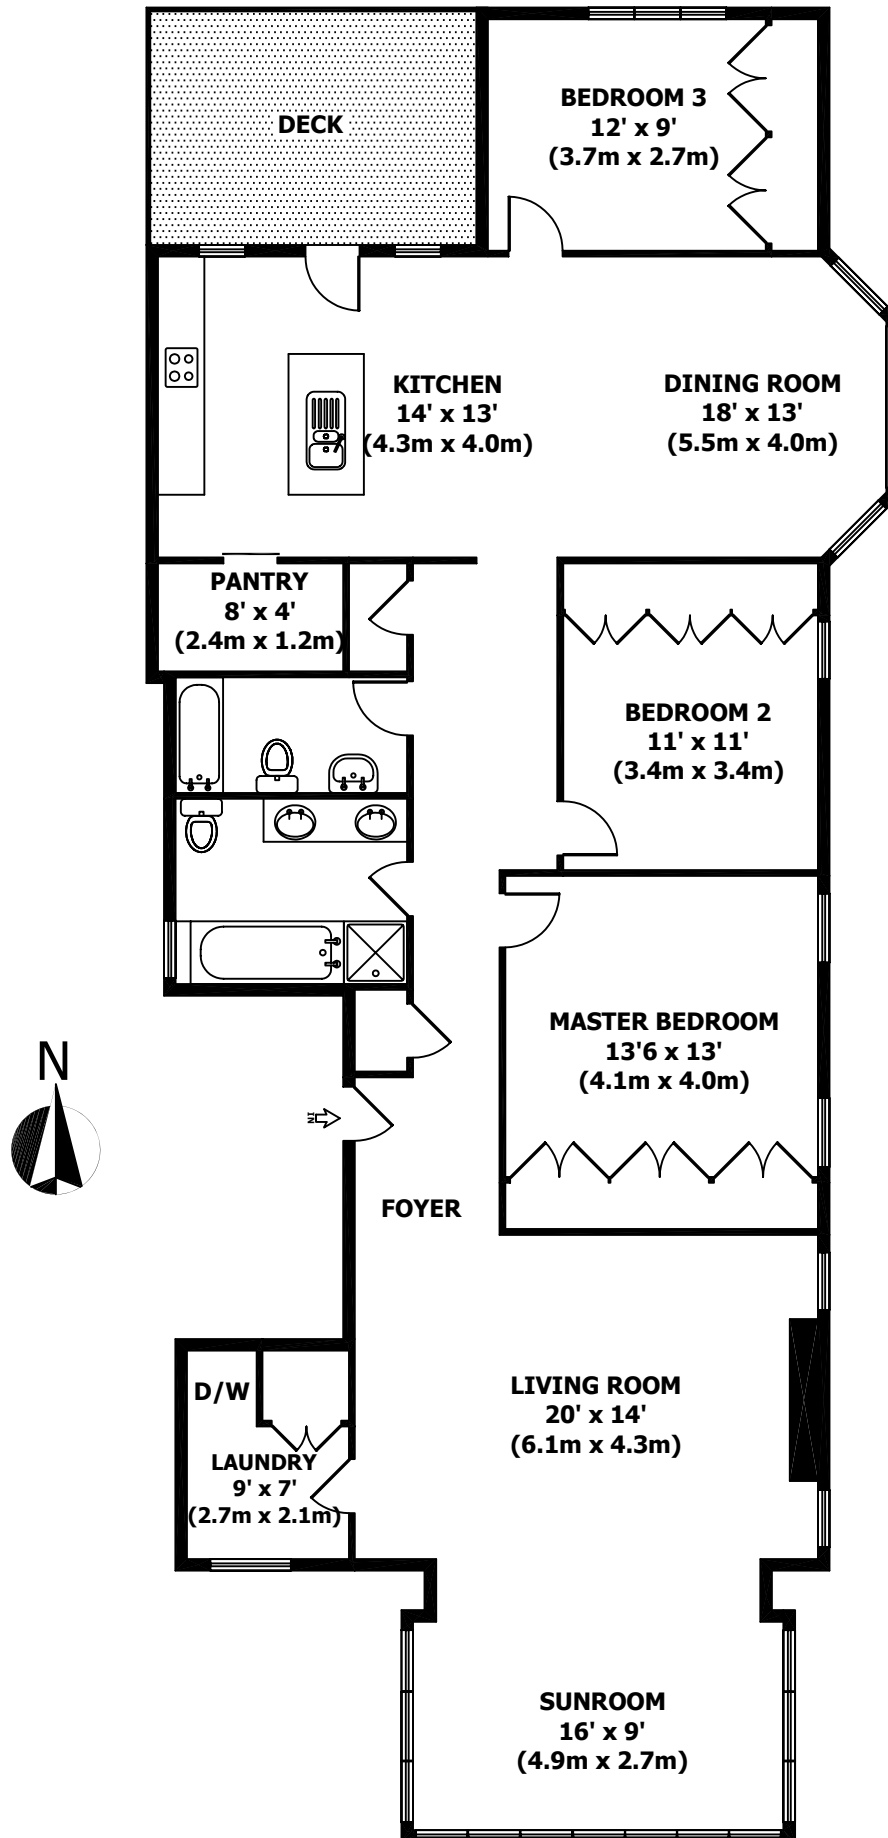 DECK
BEDROOM 3
12' x 9'
(3.7m x 2.7m)
KITCHEN
14' x 13'
(4.3m x 4.0m)
DINING ROOM
18' x 13'
(5.5m x 4.0m)
PANTRY
8' x 4'
(2.4m x 1.2m)
BEDROOM 2
11' x 11'
(3.4m x 3.4m)
MASTER BEDROOM
13'6 x 13'
(4.1m x 4.0m)
N
IN
FOYER
D/W
LAUNDRY
9' x 7'
(2.7m x 2.1m)
LIVING ROOM
20' x 14'
(6.1m x 4.3m)
SUNROOM
16' x 9'
(4.9m x 2.7m)